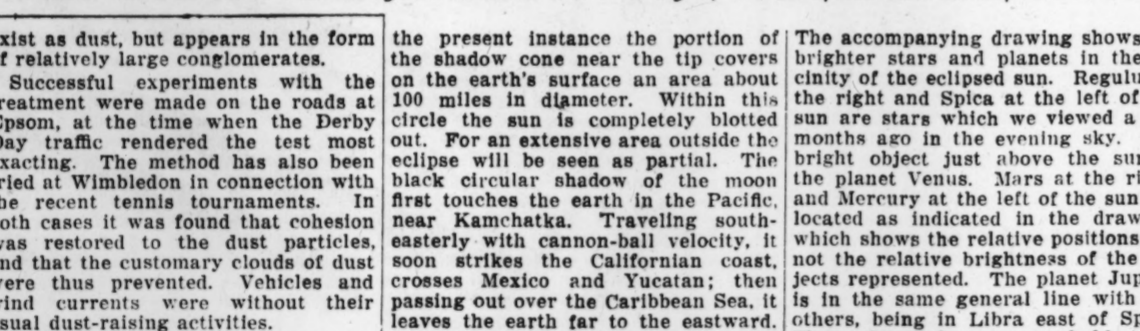 xist as dust, but appears in the form
f relatively large conglomerates.
Successful experiments with the
reatment were made on the roads at
Epsom, at the time when the Derby
Day traffic rendered the test most
xacting. The method has also been
ried at Wimbledon in connection with
he recent tennis tournaments. In
oth cases it was found that cohesion
was restored to the dust particles,
nd that the customary clouds of dust
were thus prevented. Vehicles and
wind currents were without their
sual dust-raising activities.
the present instance the portion of
the shadow cone near the tip covers
on the earth's surface an area about
100 miles in diameter. Within this
circle the sun is completely blotted
out. For an extensive area outside the
eclipse will be seen as partial. The
black circular shadow of the moon
first touches the earth in the Pacific,
near Kamchatka. Traveling south-
easterly with cannon-ball velocity, it
soon strikes the Californian coast,
crosses Mexico and Yucatan; then
passing out over the Caribbean Sea, it
leaves the earth far to the eastward.
The accompanying drawing shows
brighter stars and planets in the
cinity of the eclipsed sun. Regulu
the right and Spica at the left of
sun are stars which we viewed a
months ago in the evening sky.
bright object just above the sun
the planet Venus. Mars at the ri
and Mercury at the left of the sun
located as indicated in the draw
which shows the relative positions
not the relative brightness of the
jects represented. The planet Jup
is in the same general line with
others, being in Libra east of Sp